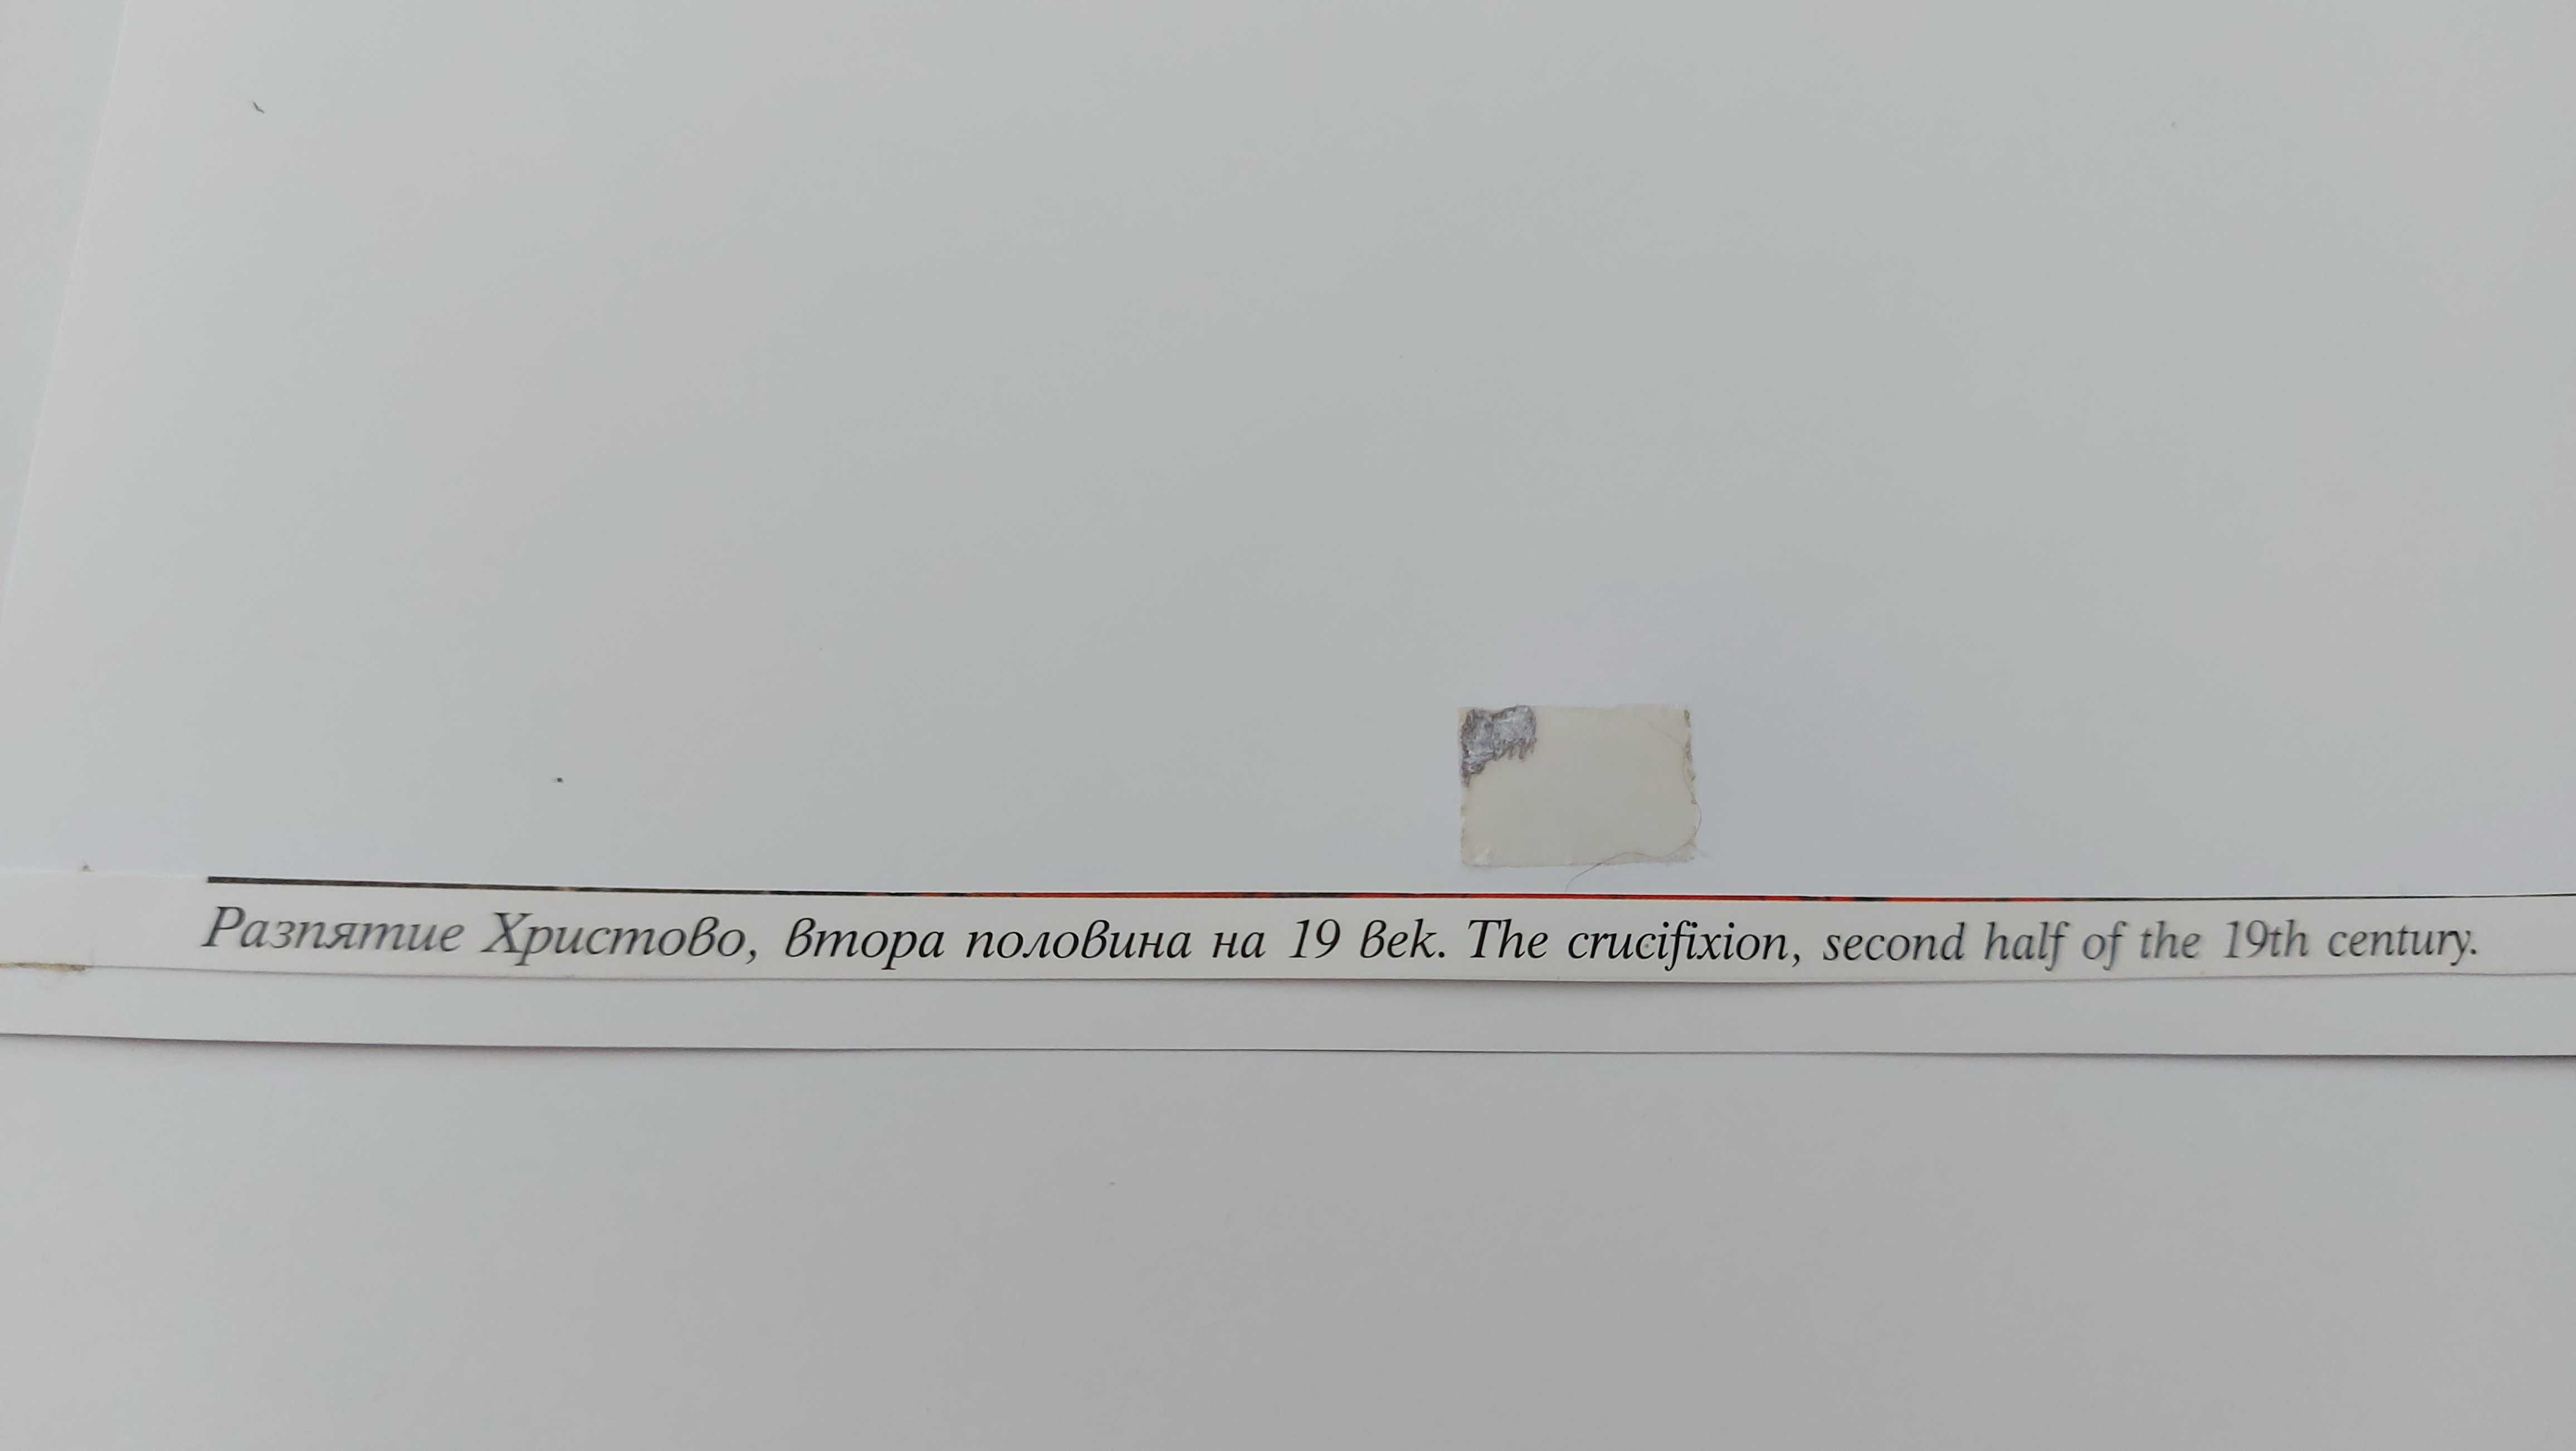 Разпятие Христово, втора половина на 19 век. The crucifixion, second half of the 19th century.